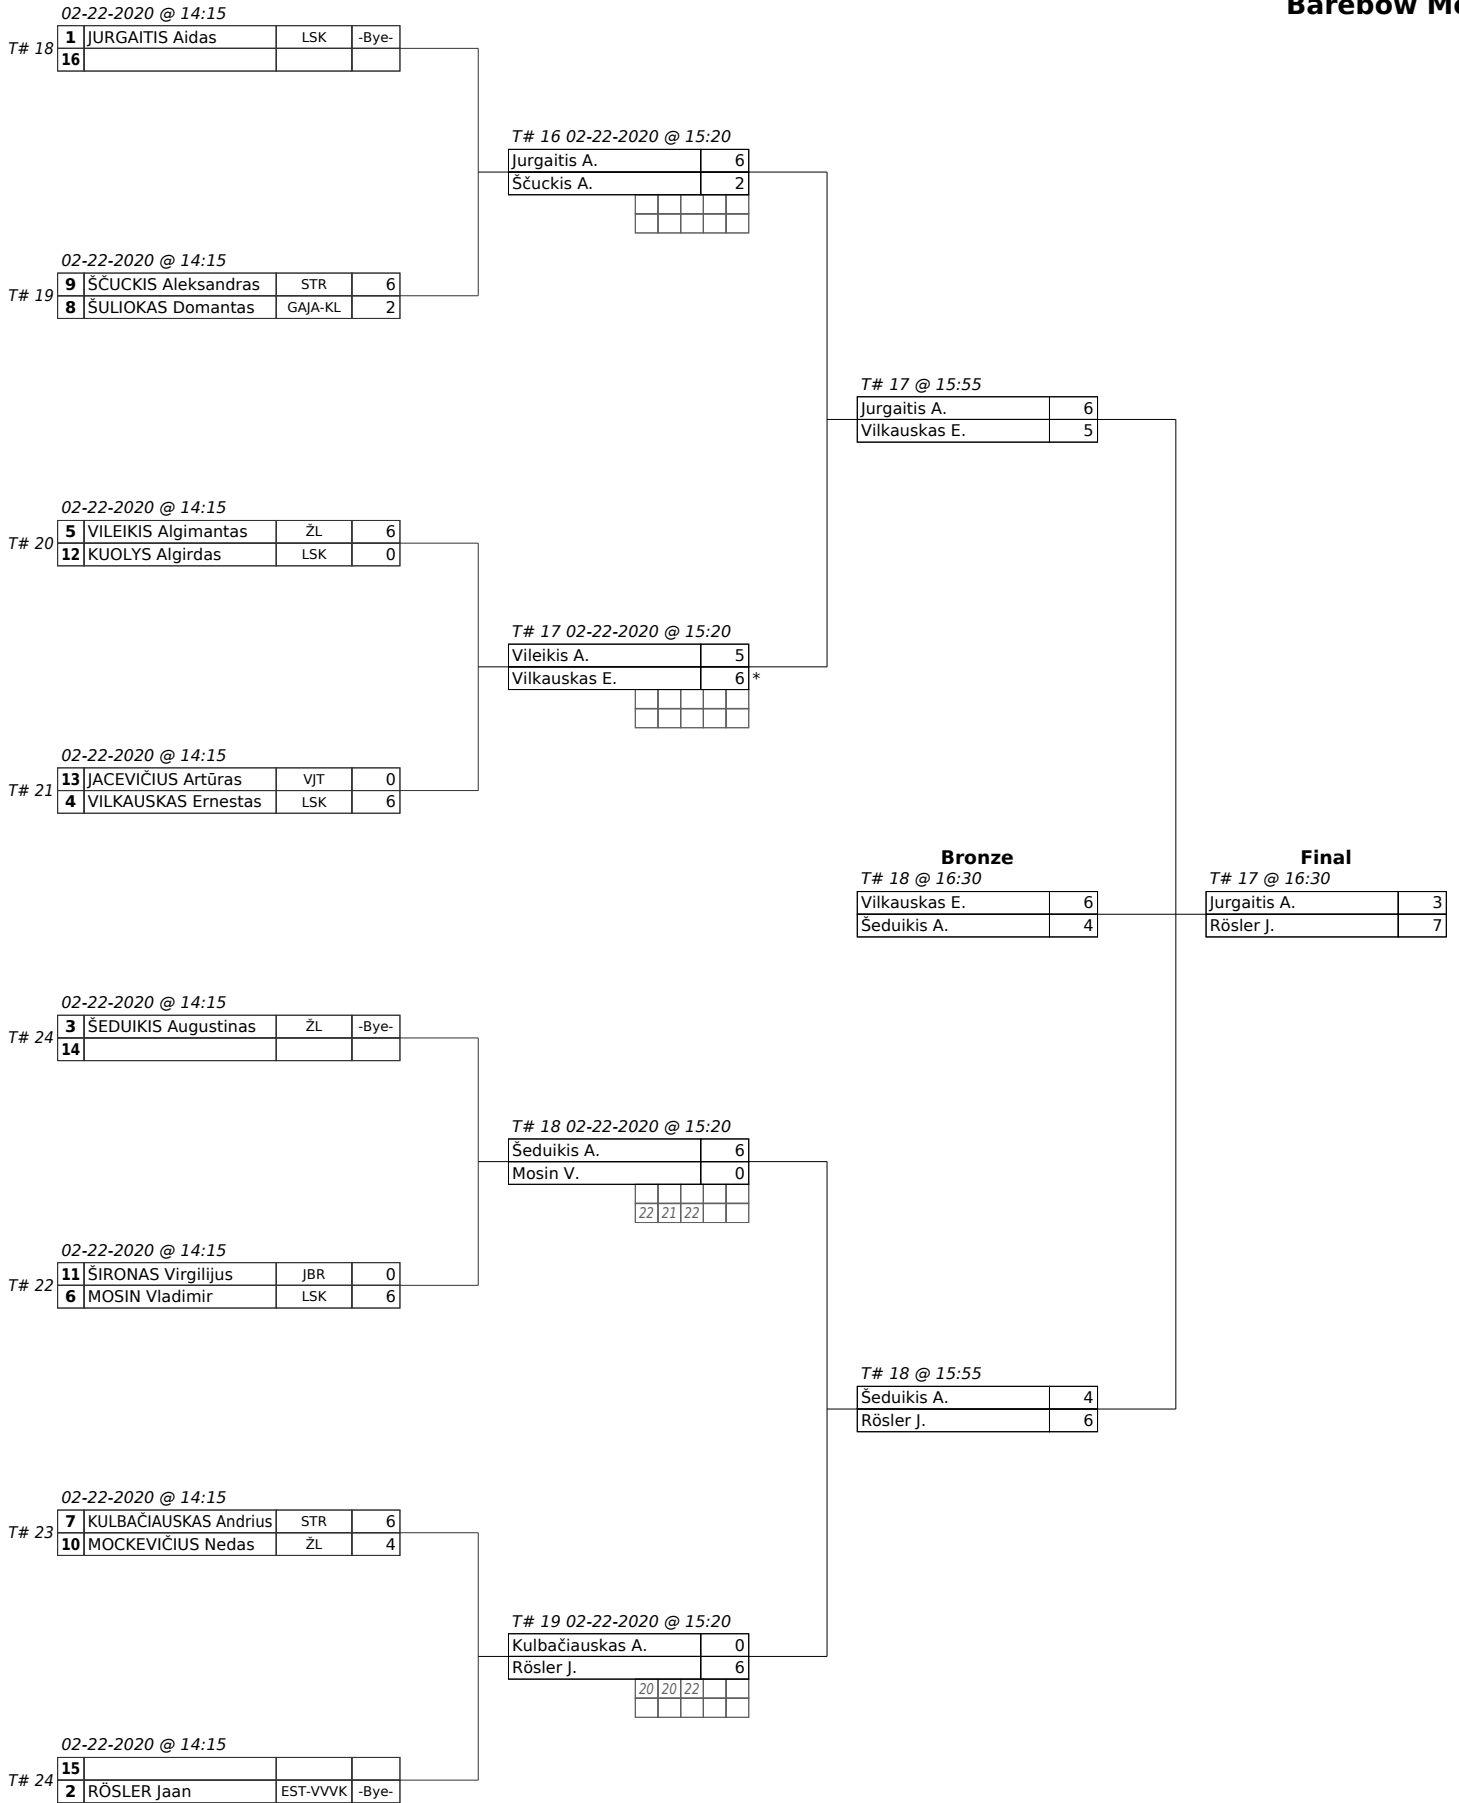 Barebow M
02-22-2020 @ 14:15
T# 18
1 JURGAITIS Aidas LSK -Bye-
16
T# 16 02-22-2020 @ 15:20
Jurgaitis A. 6
Ščuckis A. 2
02-22-2020 @ 14:15
T# 19
9 ŠČUCKIS Aleksandras STR 6
8 ŠULIOKAS Domantas GAJA-KL 2
T# 17 @ 15:55
Jurgaitis A. 6
Vilkauskas E. 5
02-22-2020 @ 14:15
T# 20
5 VILEIKIS Algimantas ŽL 6
12 KUOLYS Algirdas LSK 0
T# 17 02-22-2020 @ 15:20
Vileikis A. 5
Vilkauskas E. 6 *
02-22-2020 @ 14:15
T# 21
13 JACEVIČIUS Artūras VJT 0
4 VILKAUSKAS Ernestas LSK 6
Bronze
T# 18 @ 16:30
Vilkauskas E. 6
Šeduikis A. 4
Final
T# 17 @ 16:30
Jurgaitis A. 3
Rösler J. 7
02-22-2020 @ 14:15
T# 24
3 ŠEDUIKIS Augustinas ŽL -Bye-
14
T# 18 02-22-2020 @ 15:20
Šeduikis A. 6
Mosin V. 0
22 21 22
02-22-2020 @ 14:15
T# 22
11 ŠIRONAS Virgilijus JBR 0
6 MOSIN Vladimir LSK 6
T# 18 @ 15:55
Šeduikis A. 4
Rösler J. 6
02-22-2020 @ 14:15
T# 23
7 KULBAČIAUSKAS Andrius STR 6
10 MOCKEVIČIUS Nedas ŽL 4
T# 19 02-22-2020 @ 15:20
Kulbačiauskas A. 0
Rösler J. 6
20 20 22
02-22-2020 @ 14:15
T# 24
15
2 RÖSLER Jaan EST-VVVK -Bye-